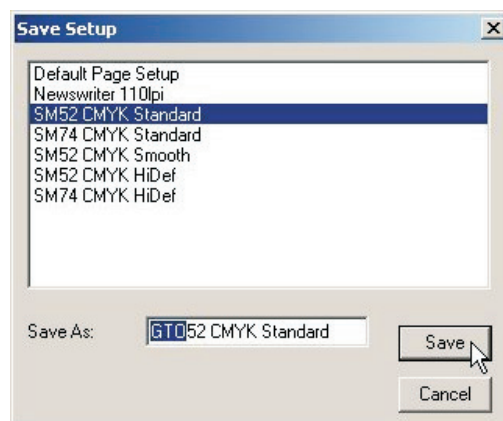 Save Setup
Default Page Setup
Newswriter 110lpi
SM52 CMYK Standard
SM74 CMYK Standard
SM52 CMYK Smooth
SM52 CMYK HiDef
SM74 CMYK HiDef
Save As:
GTO52 CMYK Standard
Save
Cancel